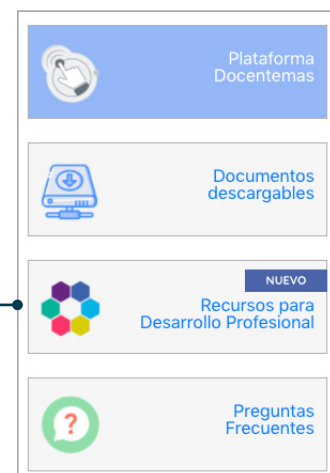 Plataforma
Docentemas
Documentos
descargables
NUEVO
Recursos para
Desarrollo Profesional
?
Preguntas
Frecuentes